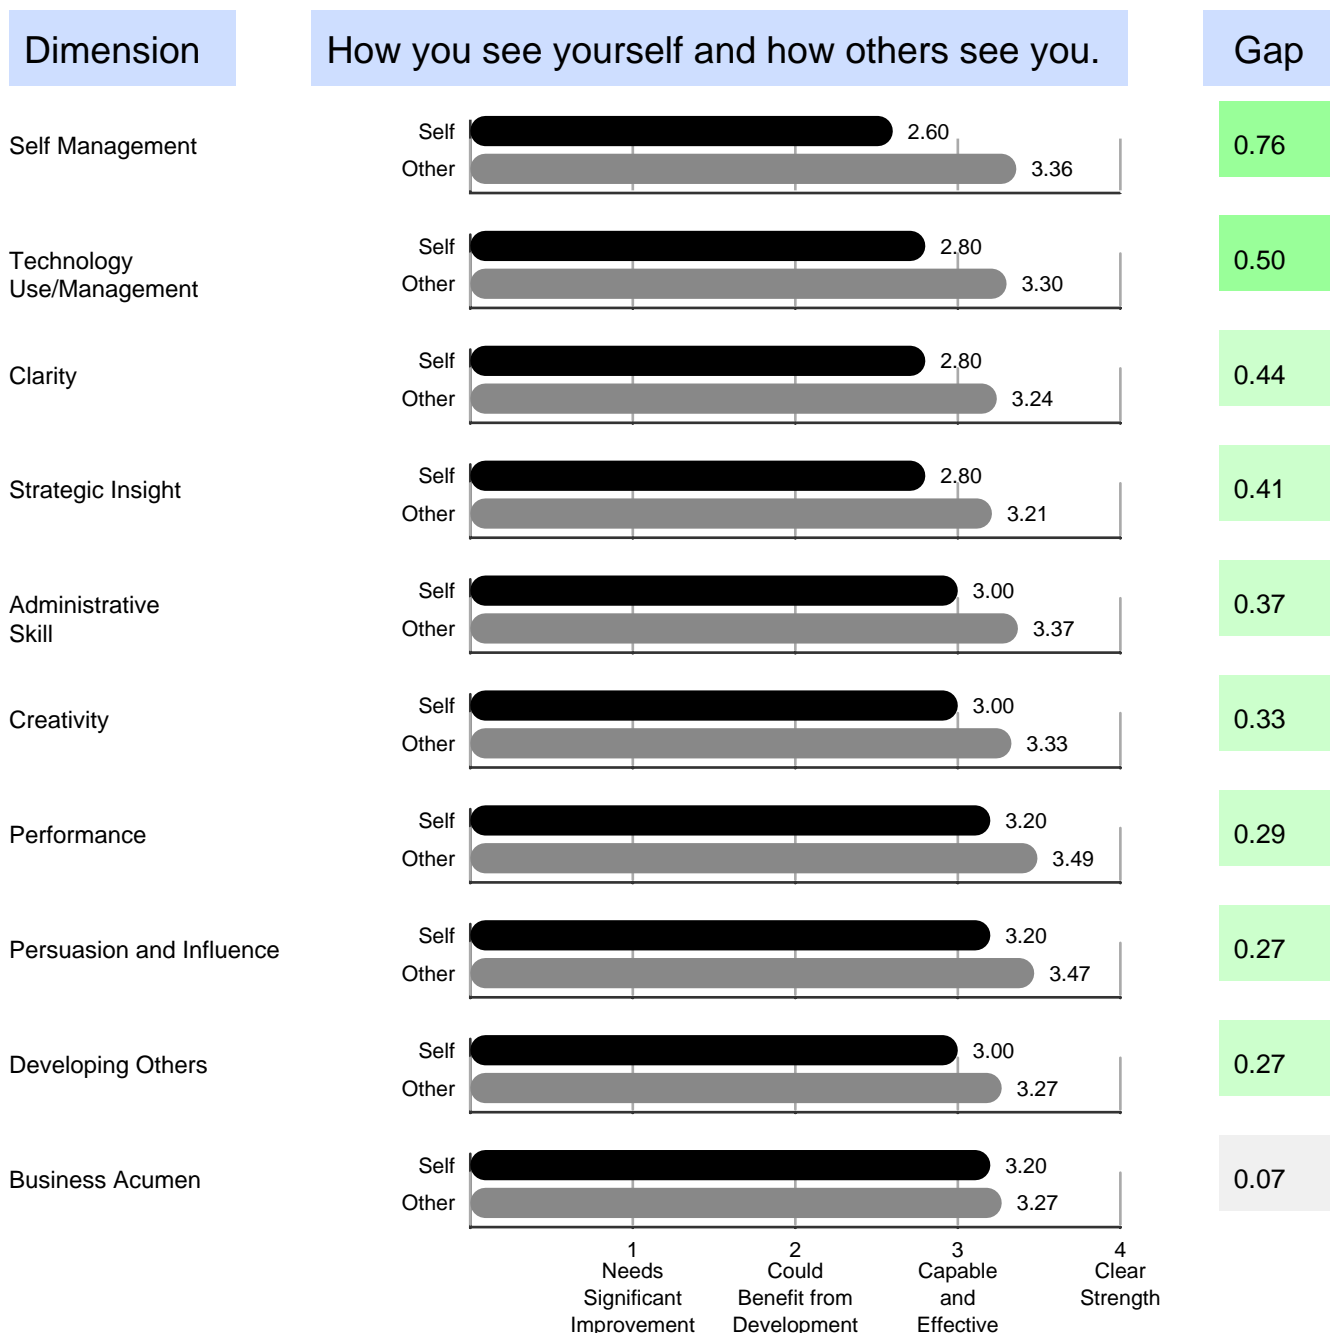 Dimension
How you see yourself and how others see you.
Gap
Self Management
Self
2.60
Other
3.36
0.76
Technology
Use/Management
Self
2.80
Other
3.30
0.50
Clarity
Self
2.80
Other
3.24
0.44
Strategic Insight
Self
2.80
Other
3.21
0.41
Administrative
Skill
Self
3.00
Other
3.37
0.37
Creativity
Self
3.00
Other
3.33
0.33
Performance
Self
3.20
Other
3.49
0.29
Persuasion and Influence
Self
3.20
Other
3.47
0.27
Developing Others
Self
3.00
Other
3.27
0.27
Business Acumen
Self
3.20
Other
3.27
0.07
1
Needs
Significant
Improvement
2
Could
Benefit from
Development
3
Capable
and
Effective
4
Clear
Strength